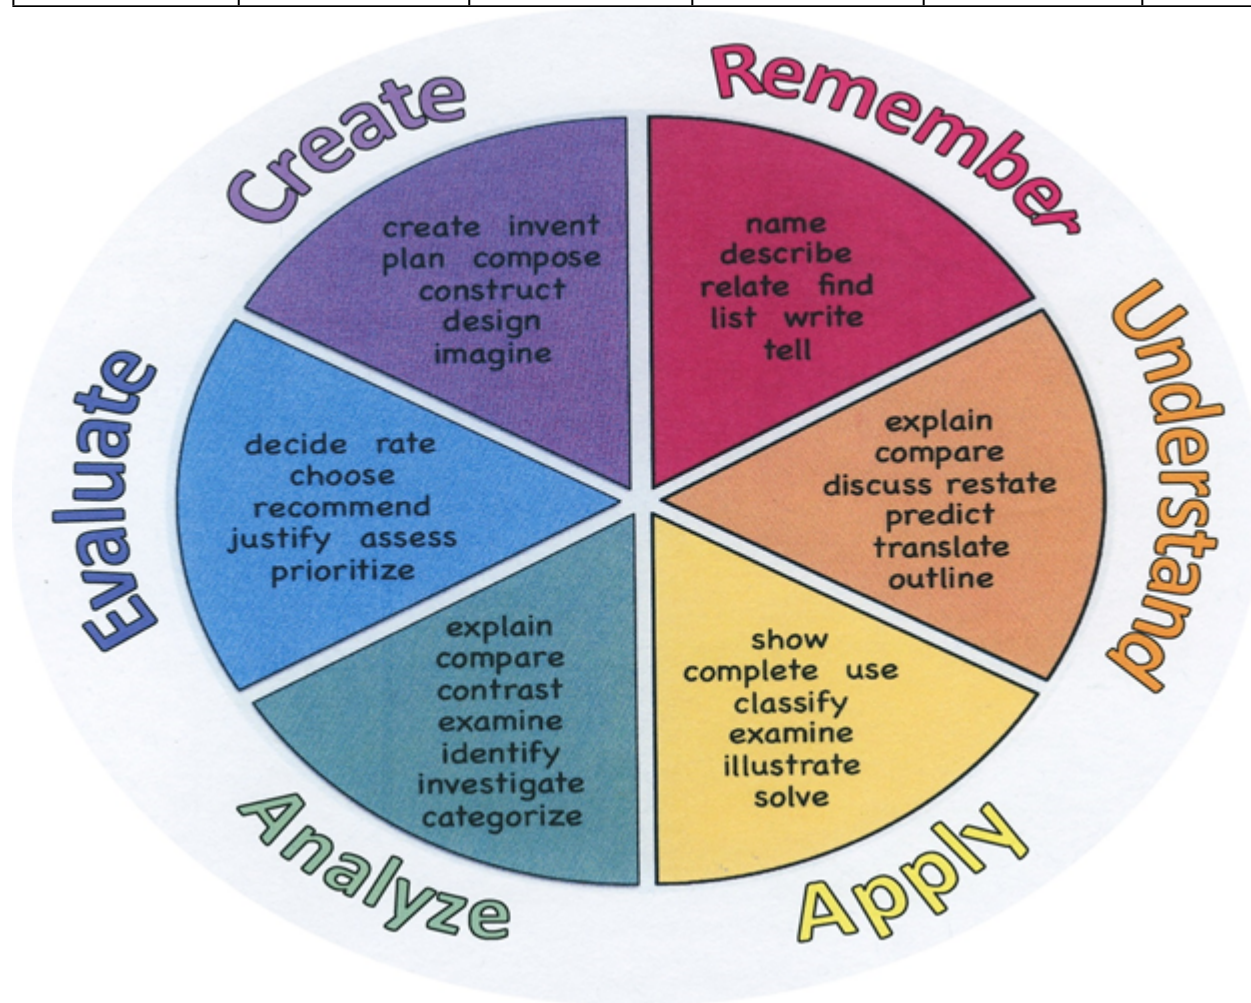 Remember
name
describe
relate find
list write
tell
Understand
explain
compare
discuss restate
predict
translate
outline
Apply
show
complete use
classify
examine
illustrate
solve
Analyze
explain
compare
contrast
examine
identify
investigate
categorize
Evaluate
decide rate
choose
recommend
justify assess
prioritize
Create
create invent
plan compose
construct
design
imagine